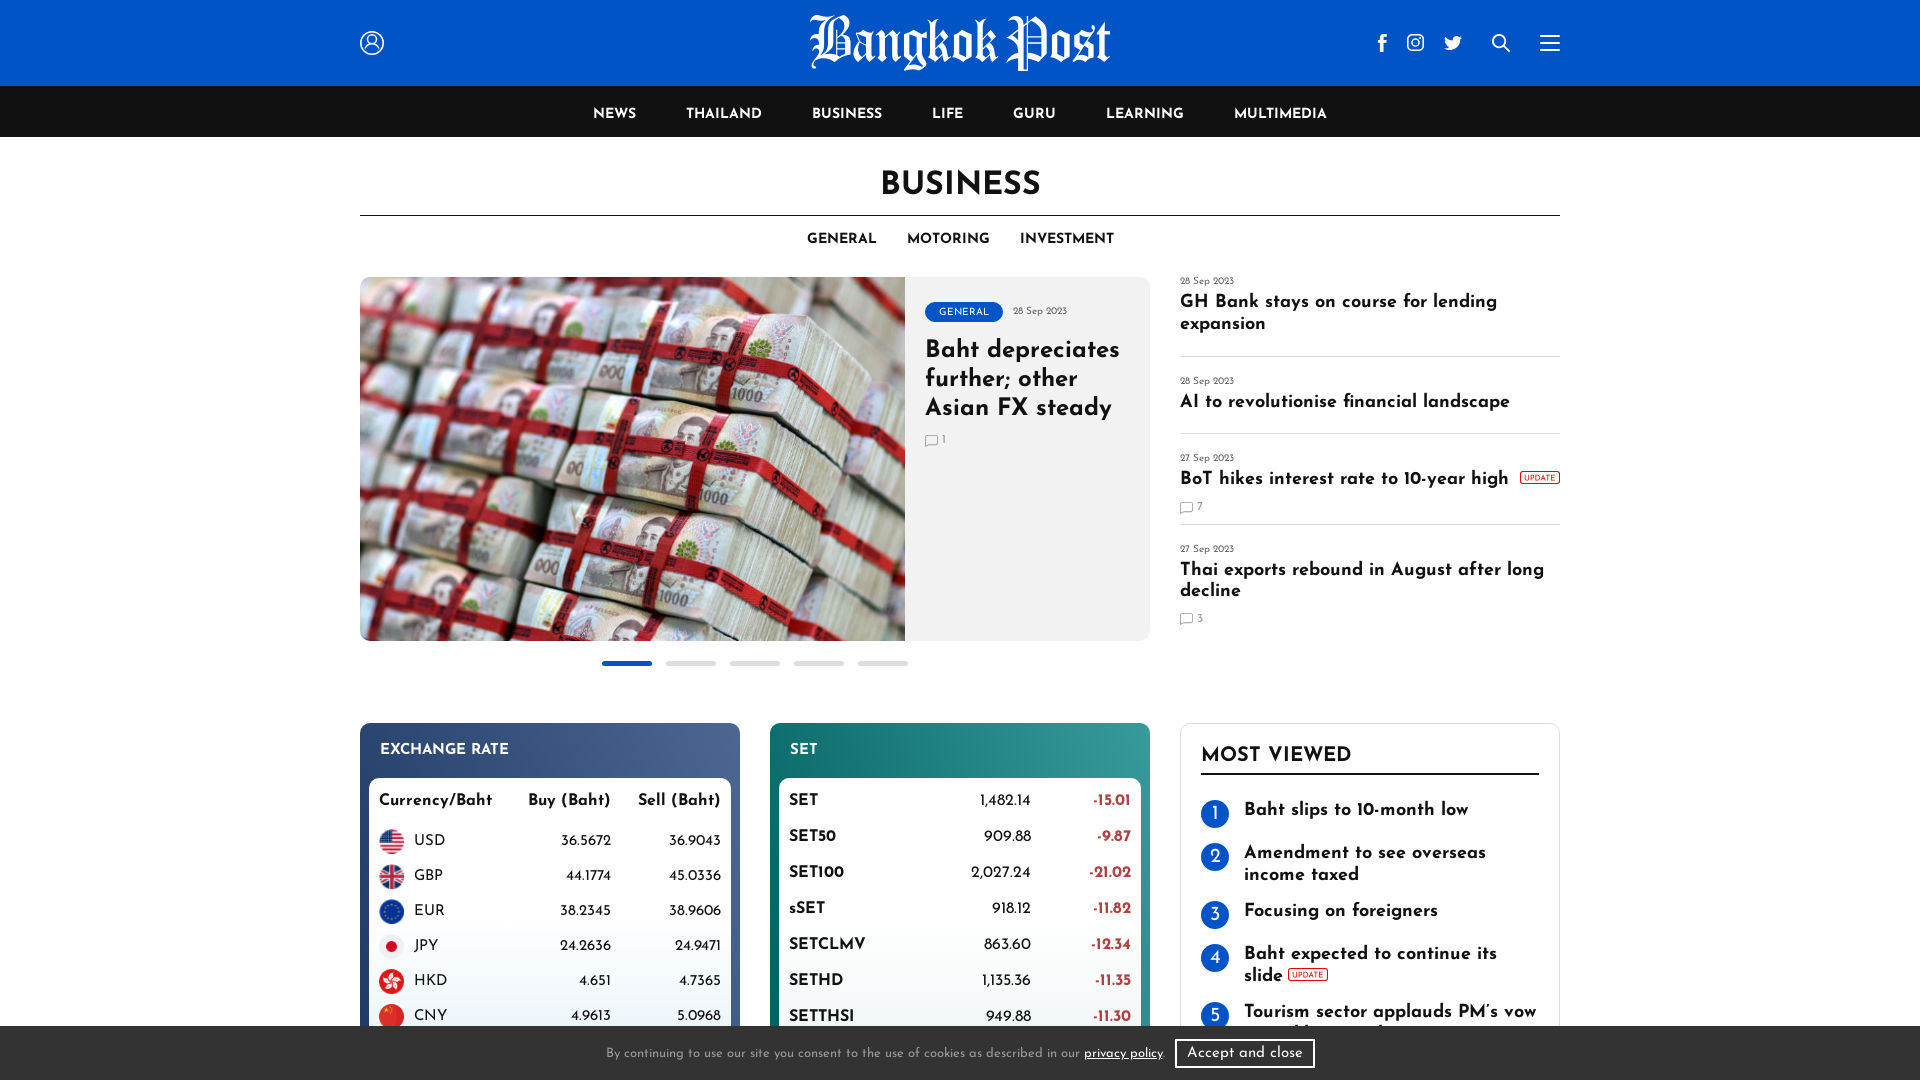 Bangkok Post
NEWS
THAILAND
BUSINESS
LIFE
GURU
LEARNING
MULTIMEDIA
BUSINESS
GENERAL
MOTORING
INVESTMENT
GENERAL
28 Sep 2023
Baht depreciates
further; other
Asian FX steady
1
28 Sep 2023
GH Bank stays on course for lending
expansion
28 Sep 2023
AI to revolutionise financial landscape
27 Sep 2023
BoT hikes interest rate to 10-year high UPDATE
7
27 Sep 2023
Thai exports rebound in August after long
decline
3
EXCHANGE RATE
Currency/Baht Buy (Baht) Sell (Baht)
USD 36.5672 36.9043
GBP 44.1774 45.0336
EUR 38.2345 38.9606
JPY 24.2636 24.9471
HKD 4.651 4.7365
CNY 4.9613 5.0968
SET
SET 1,482.14 -15.01
SET50 909.88 -9.87
SET100 2,027.24 -21.02
sSET 918.12 -11.82
SETCLMV 863.60 -12.34
SETHD 1,135.36 -11.35
SETTHSI 949.88 -11.30
MOST VIEWED
1 Baht slips to 10-month low
2 Amendment to see overseas
income taxed
3 Focusing on foreigners
4 Baht expected to continue its
slide UPDATE
5 Tourism sector applauds PM's vow
By continuing to use our site you consent to the use of cookies as described in our privacy policy. Accept and close